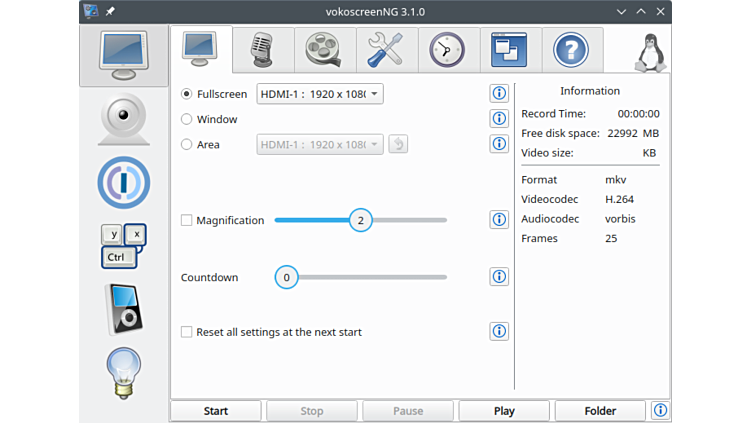 vokoscreenNG 3.1.0
Fullscreen
HDMI-1 : 1920 x 108
Window
Area
HDMI-1 : 1920 x 108
Magnification
2
Countdown
0
Reset all settings at the next start
Information
Record Time: 00:00:00
Free disk space: 22992 MB
Video size: KB
Format mkv
Videocodec H.264
Audiocodec vorbis
Frames 25
y x
Ctrl
?
Start Stop Pause Play Folder